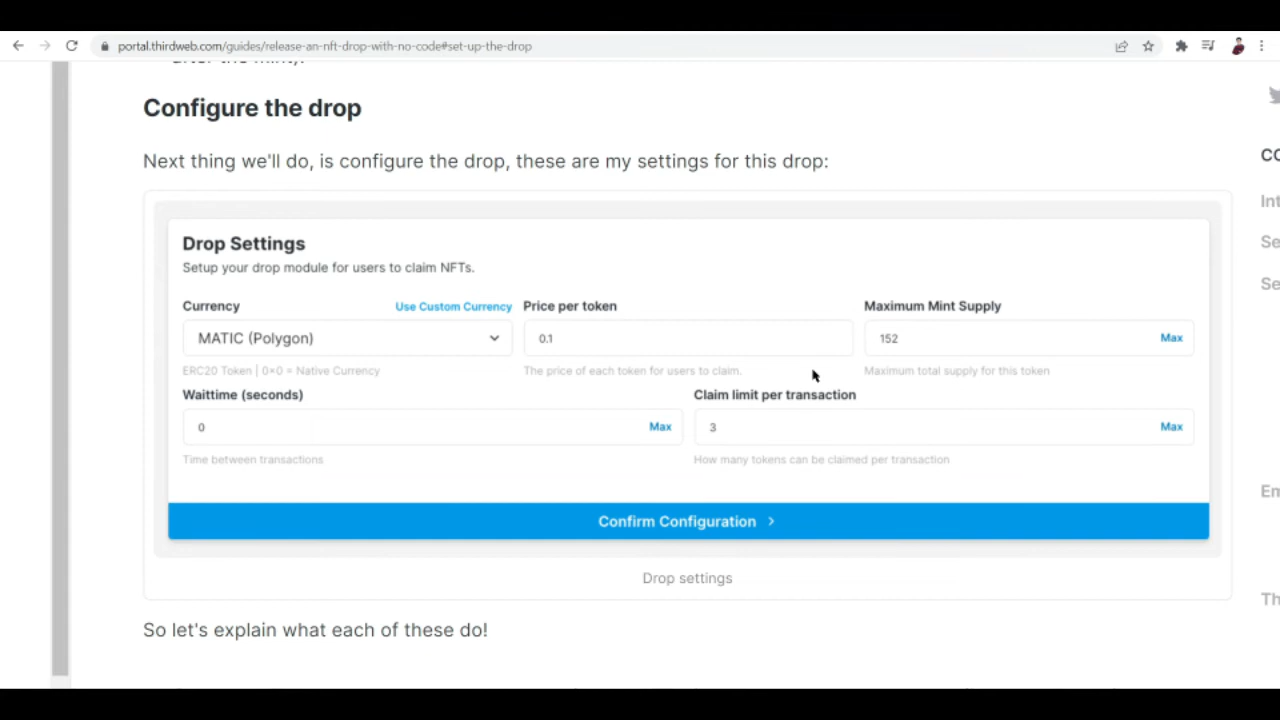 portal.thirdweb.com/guides/release-an-nft-drop-with-no-code#set-up-the-drop
Configure the drop
Next thing we'll do, is configure the drop, these are my settings for this drop:
Drop Settings
Setup your drop module for users to claim NFTs.
Currency Use Custom Currency Price per token Maximum Mint Supply
MATIC (Polygon) 0.1 152 Max
ERC20 Token | 0×0 = Native Currency The price of each token for users to claim. Maximum total supply for this token
Waittime (seconds) Claim limit per transaction
0 Max 3 Max
Time between transactions How many tokens can be claimed per transaction
Confirm Configuration >
Drop settings
So let's explain what each of these do!